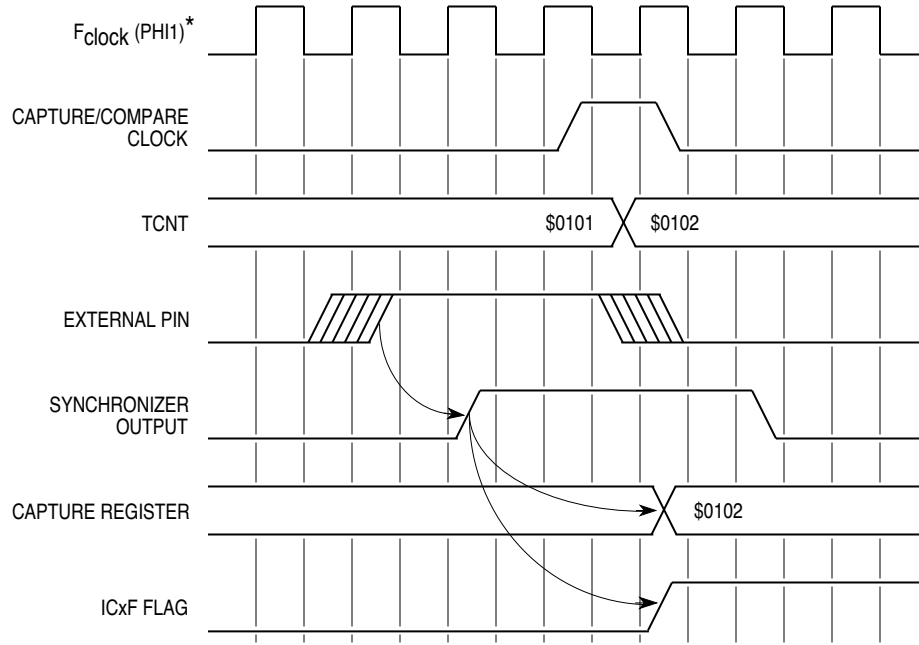 Fclock (PHI1)*
CAPTURE/COMPARE
CLOCK
TCNT
$0101
$0102
EXTERNAL PIN
SYNCHRONIZER
OUTPUT
CAPTURE REGISTER
$0102
ICxF FLAG